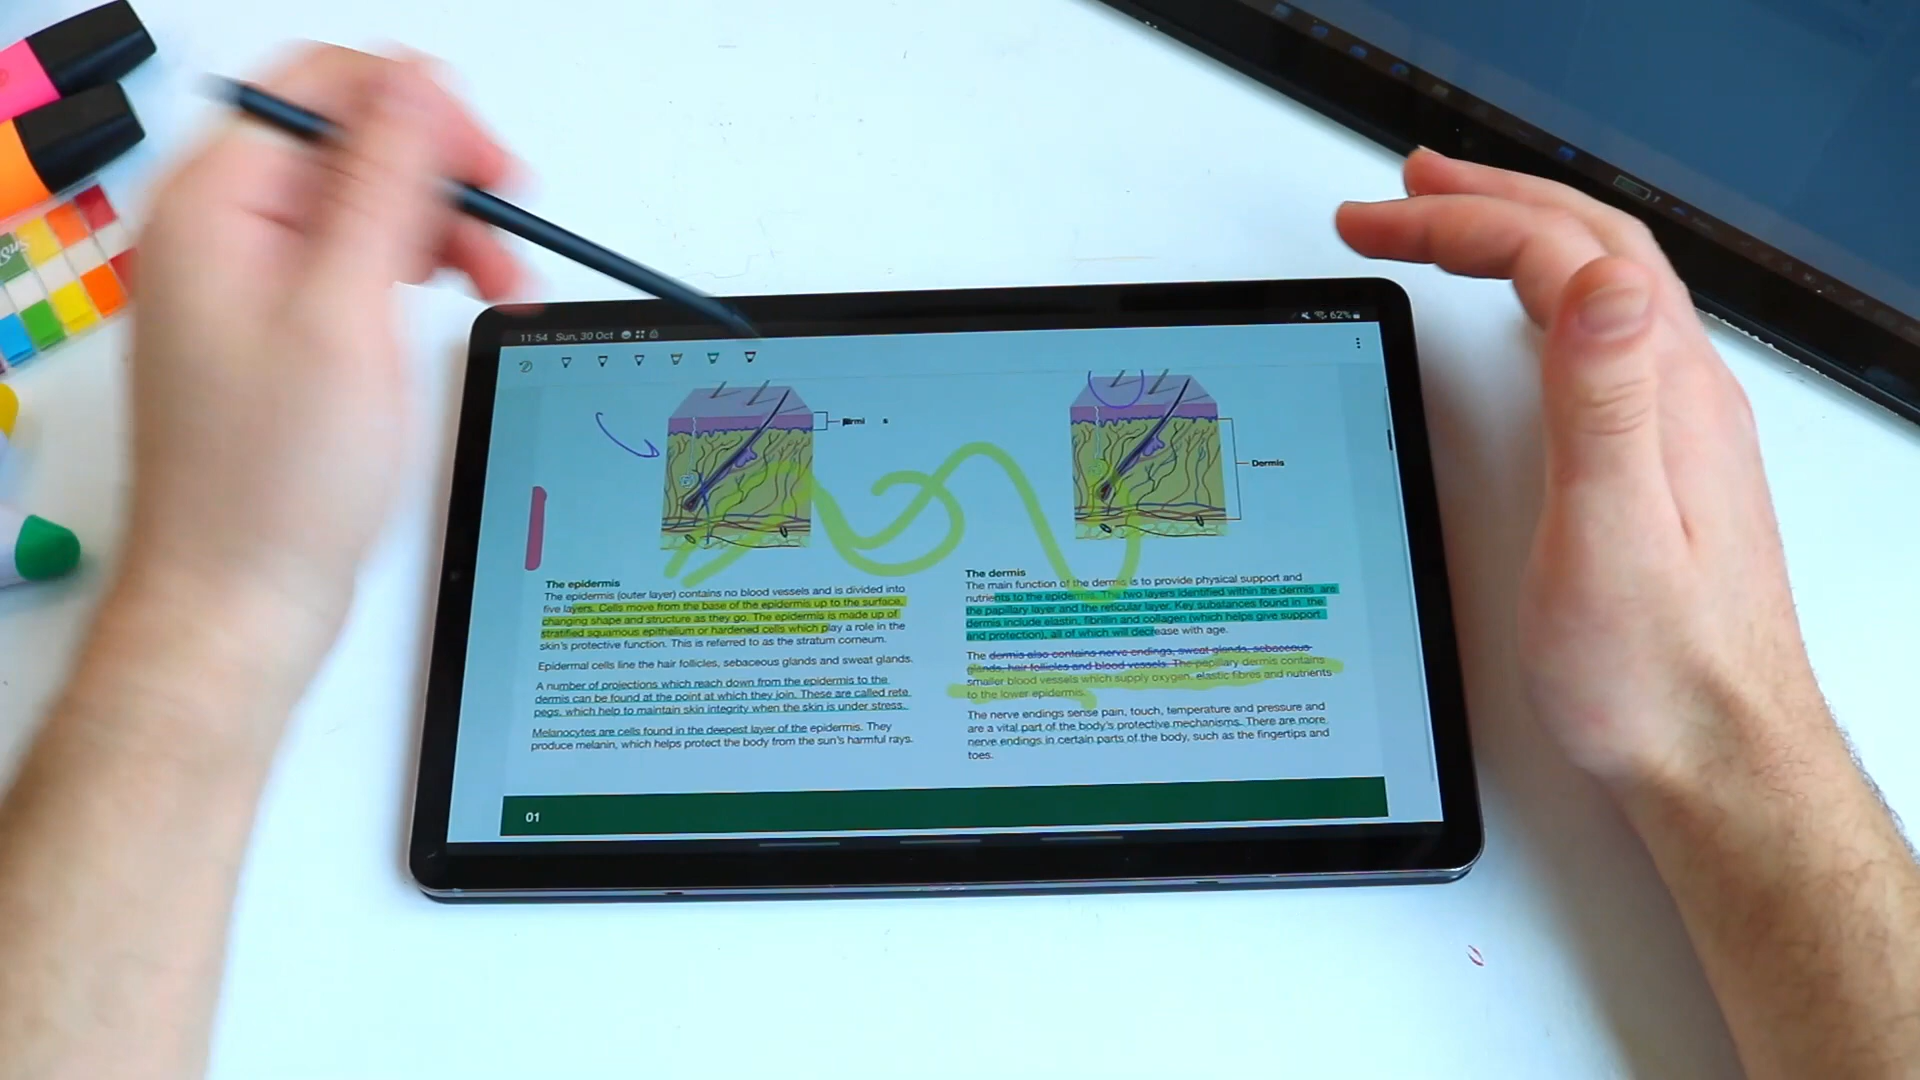 11:54 Sun, 30 Oct
62%
Dermis
The epidermis
The epidermis (outer layer) contains no blood vessels and is divided into
five layers. Cells move from the base of the epidermis up to the surface,
changing shape and structure as they go. The epidermis is made up of
stratified squamous epithelium or hardened cells which play a role in the
skin's protective function. This is referred to as the stratum corneum.
Epidermal cells line the hair follicles, sebaceous glands and sweat glands.
A number of projections which reach down from the epidermis to the
dermis can be found at the point at which they join. These are called rete
pegs, which help to maintain skin integrity when the skin is under stress.
Melanocytes are cells found in the deepest layer of the epidermis. They
produce melanin, which helps protect the body from the sun's harmful rays.
The dermis
The main function of the dermis is to provide physical support and
nutrients to the epidermis. The two layers identified within the dermis are
the papillary layer and the reticular layer. Key substances found in the
dermis include elastin, fibrillin and collagen (which helps give support
and protection), all of which will decrease with age.
The dermis also contains nerve endings, sweat glands, sebaceous
glands, hair follicles and blood vessels. The papillary dermis contains
smaller blood vessels which supply oxygen, elastic fibres and nutrients
to the lower epidermis.
The nerve endings sense pain, touch, temperature and pressure and
are a vital part of the body's protective mechanisms. There are more
nerve endings in certain parts of the body, such as the fingertips and
toes.
01